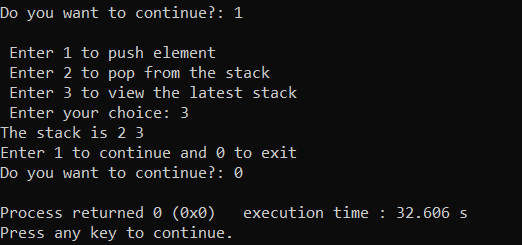 Do you want to continue?: 1
Enter 1 to push element
Enter 2 to pop from the stack
Enter 3 to view the latest stack
Enter your choice: 3
The stack is 2 3
Enter 1 to continue and 0 to exit
Do you want to continue?: 0
Process returned 0 (0x0)   execution time : 32.606 s
Press any key to continue.